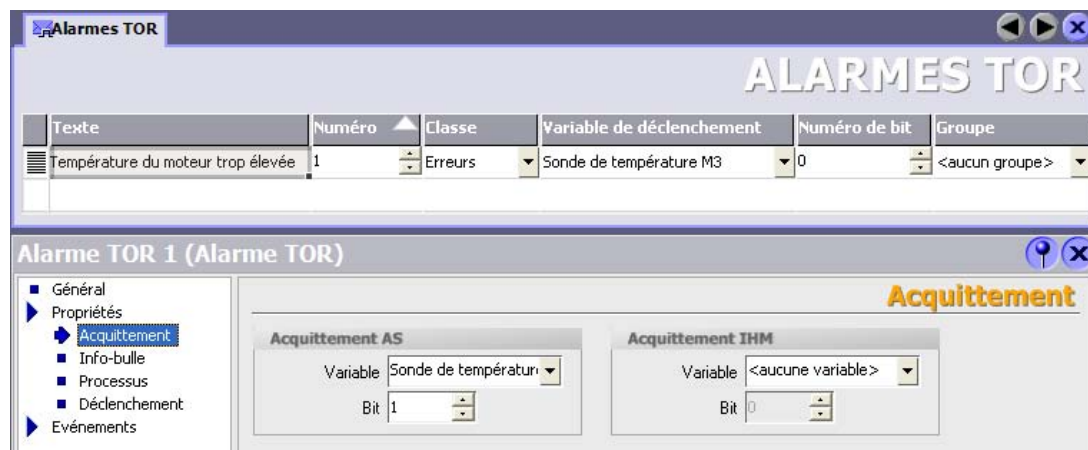 Alarmes TOR
ALARMES TOR
Texte Numéro Classe Variable de déclenchement Numéro de bit Groupe
Température du moteur trop élevée 1 Erreurs Sonde de température M3 0 <aucun groupe>
Alarme TOR 1 (Alarme TOR)
Général
Propriétés
Acquittement
Info-bulle
Processus
Déclenchement
Evénements
Acquittement
Acquittement AS
Variable Sonde de températur
Bit 1
Acquittement IHM
Variable <aucune variable>
Bit 0